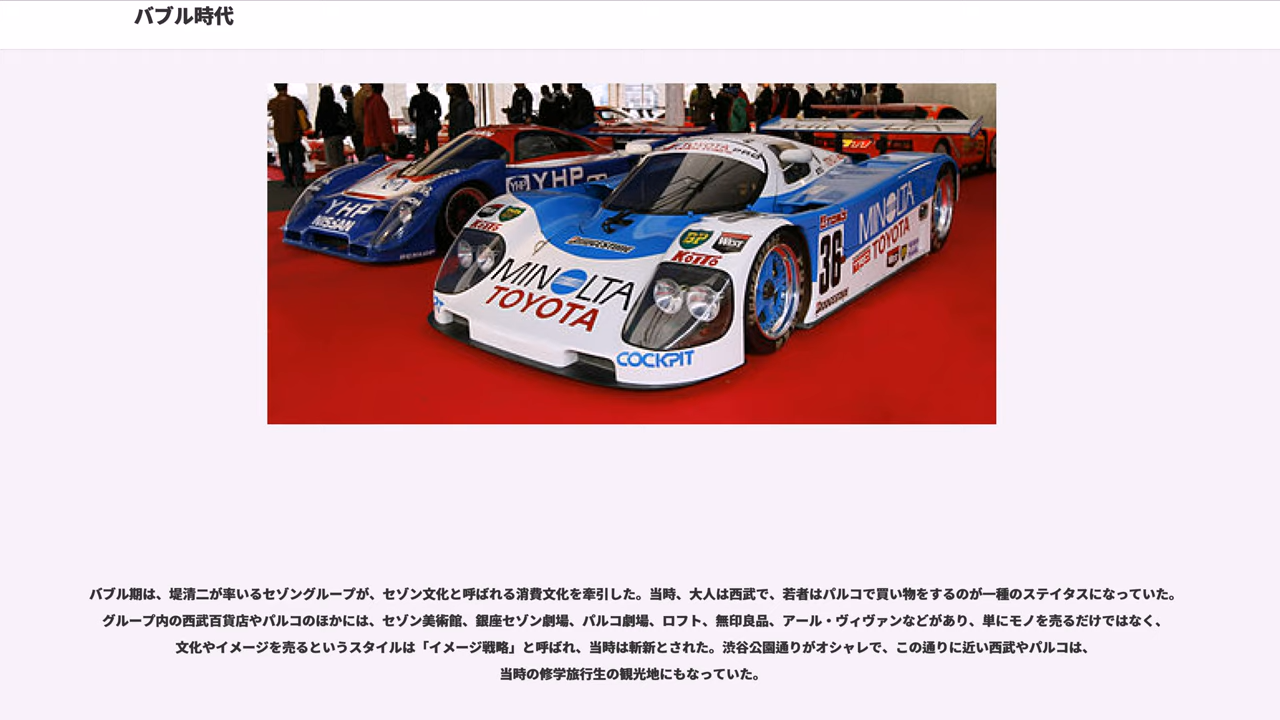 バブル時代
YHP
NISSAN
YHP
TOYOTA
MINOLTA
TOYOTA
COCKPIT
BP
West
KoITo
BRIDGESTONE
36
MINOLTA
TOYOTA
バブル期は、堤清二が率いるセゾングループが、セゾン文化と呼ばれる消費文化を牽引した。当時、大人は西武で、若者はパルコで買い物をするのが一種のステイタスになっていた。
グループ内の西武百貨店やパルコのほかには、セゾン美術館、銀座セゾン劇場、パルコ劇場、ロフト、無印良品、アール・ヴィヴァンなどがあり、単にモノを売るだけではなく、
文化やイメージを売るというスタイルは「イメージ戦略」と呼ばれ、当時は斬新とされた。渋谷公園通りがオシャレで、この通りに近い西武やパルコは、
当時の修学旅行生の観光地にもなっていた。